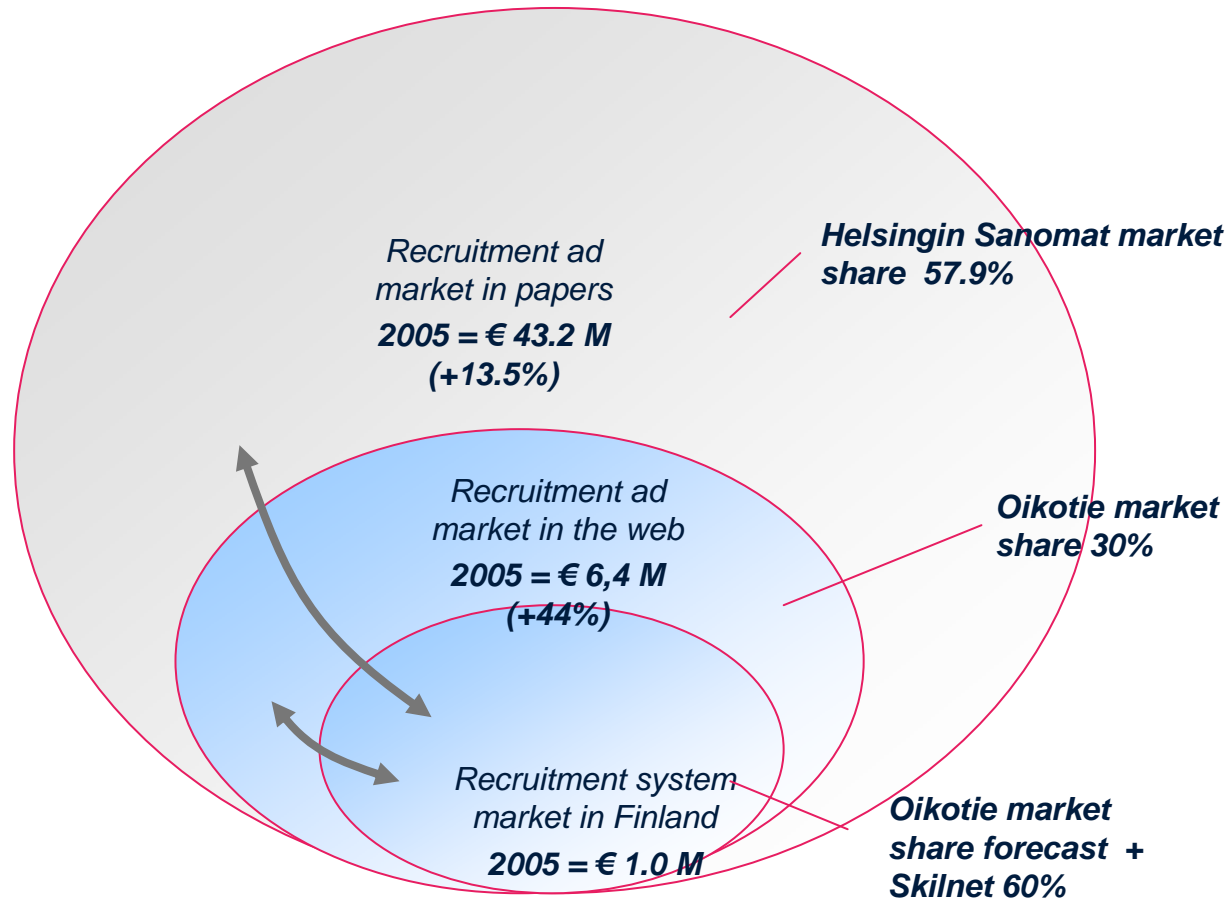 Recruitment ad
market in papers
2005 = € 43.2 M
(+13.5%)
Helsingin Sanomat market
share 57.9%
Recruitment ad
market in the web
2005 = € 6,4 M
(+44%)
Oikotie market
share 30%
Recruitment system
market in Finland
2005 = € 1.0 M
Oikotie market
share forecast +
Skilnet 60%